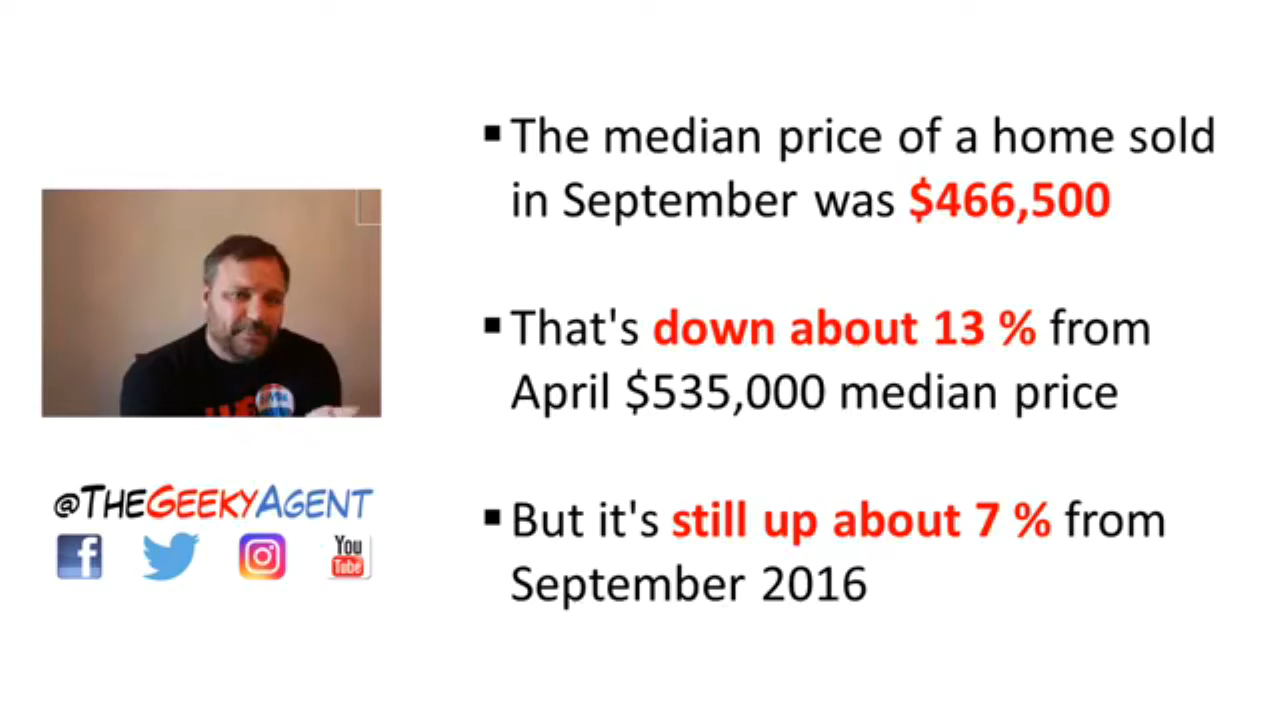 ▪ The median price of a home sold
in September was $466,500
▪ That's down about 13 % from
April $535,000 median price
▪ But it's still up about 7 % from
September 2016
@THEGEEKYAGENT
f
You
Tube